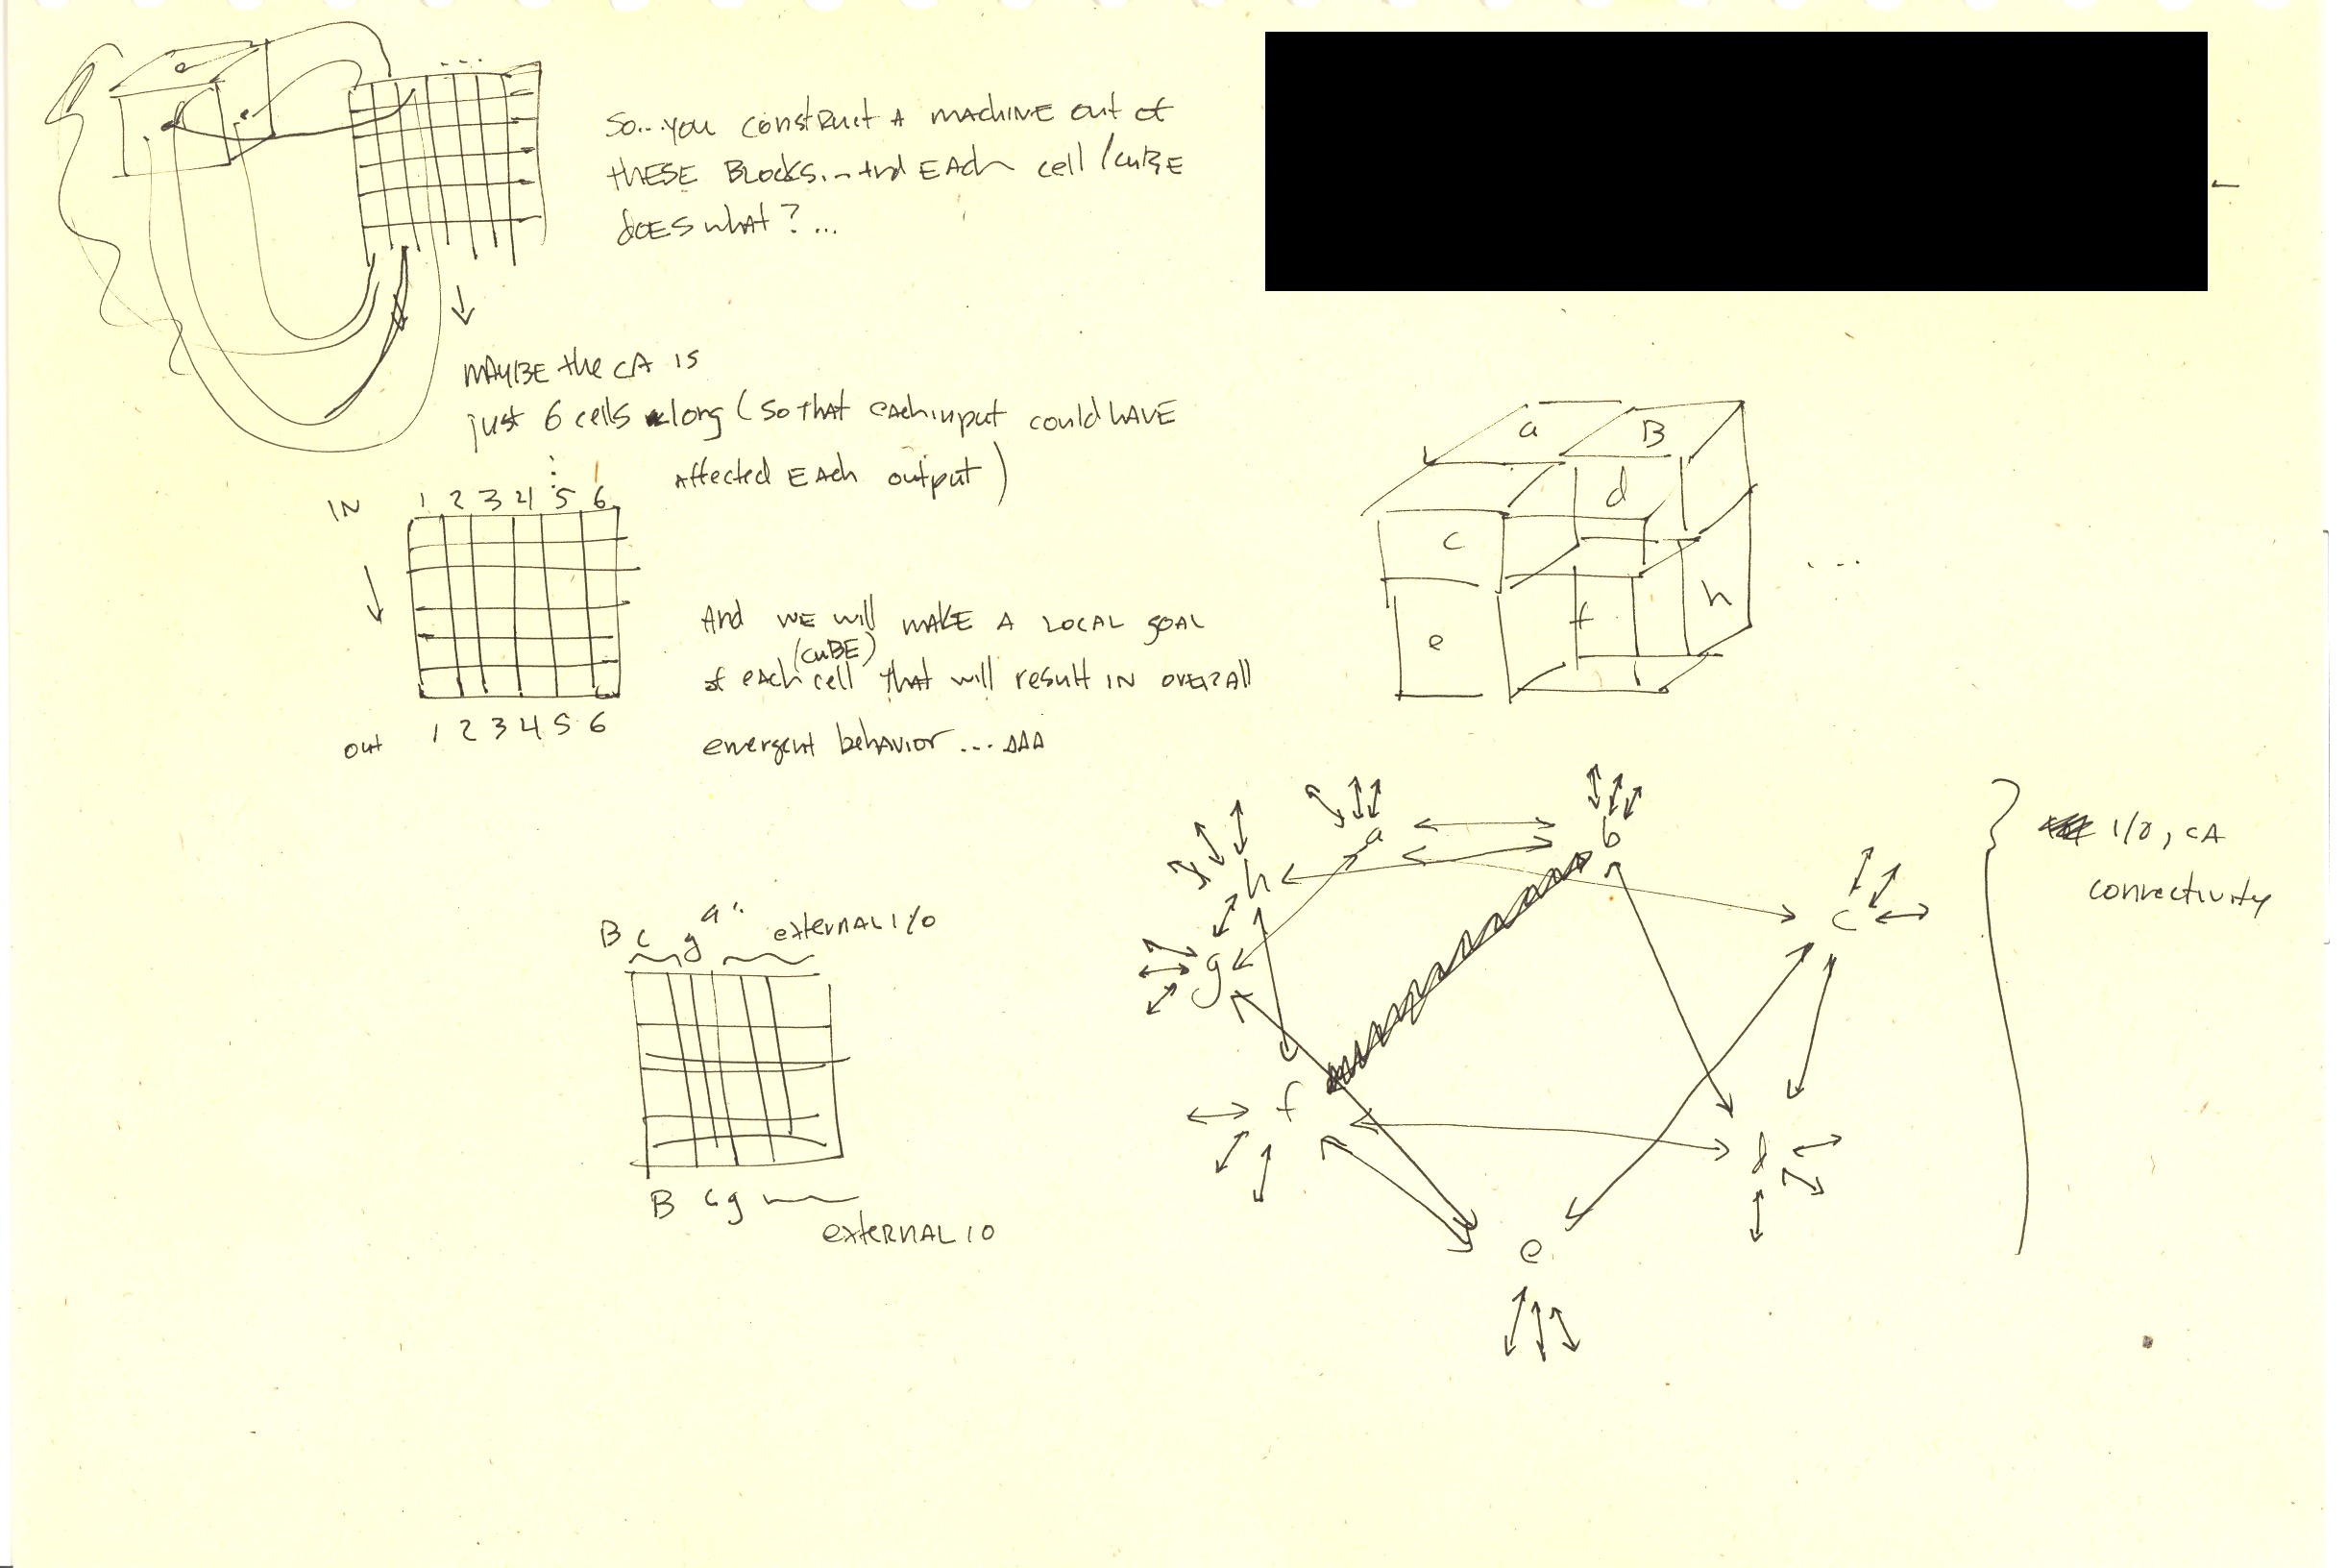 ...
So...you construct A machine out of
these Blocks... And Each cell/cube
does what?...
Maybe the CA is
just 6 cells long (so that each input could have
affected Each output)
IN 1 2 3 4 5 6
out 1 2 3 4 5 6
And we will make a local goal
(cube)
of each cell that will result in overall
emergent behavior...
a B
d
c
e f h
...
B c g a" external I/O
B c g
external IO
a b
h
c
g
f
d
e
I/O, CA
connectivity